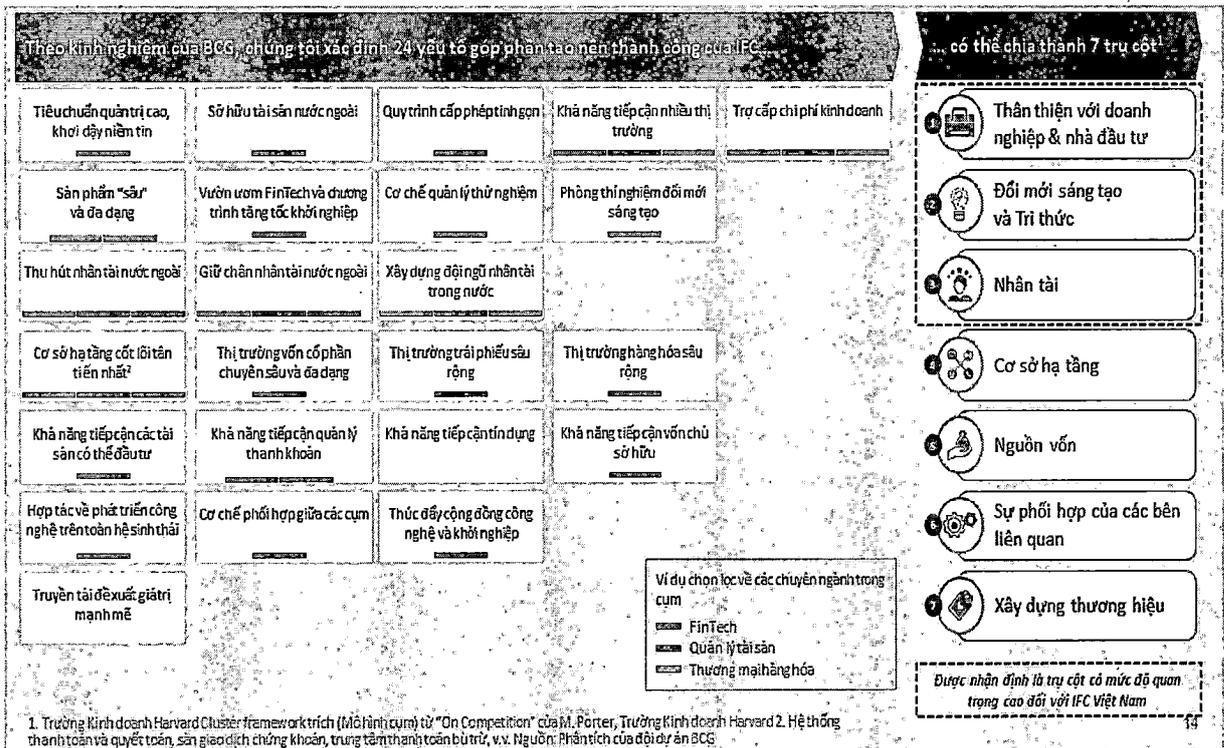 Theo kinh nghiệm của BCG, chúng tôi xác định 24 yếu tố góp phần tạo nên thành công của IFC...
... có thể chia thành 7 trụ cột¹
Tiêu chuẩn quản trị cao,
khơi dậy niềm tin
Sở hữu tài sản nước ngoài
Quy trình cấp phép tinh gọn
Khả năng tiếp cận nhiều thị
trường
Trợ cấp chi phí kinh doanh
1
Thân thiện với doanh
nghiệp & nhà đầu tư
Sản phẩm "sâu"
và đa dạng
Vườn ươm FinTech và chương
trình tăng tốc khởi nghiệp
Cơ chế quản lý thử nghiệm
Phòng thí nghiệm đổi mới
sáng tạo
2
Đổi mới sáng tạo
và Tri thức
Thu hút nhân tài nước ngoài
Giữ chân nhân tài nước ngoài
Xây dựng đội ngũ nhân tài
trong nước
3
Nhân tài
Cơ sở hạ tầng cốt lõi tân
tiến nhất²
Thị trường vốn cổ phần
chuyên sâu và đa dạng
Thị trường trái phiếu sâu
rộng
Thị trường hàng hóa sâu
rộng
4
Cơ sở hạ tầng
Khả năng tiếp cận các tài
sản có thể đầu tư
Khả năng tiếp cận quản lý
thanh khoản
Khả năng tiếp cận tín dụng
Khả năng tiếp cận vốn chủ
sở hữu
5
Nguồn vốn
Hợp tác về phát triển công
nghệ trên toàn hệ sinh thái
Cơ chế phối hợp giữa các cụm
Thúc đẩy cộng đồng công
nghệ và khởi nghiệp
6
Sự phối hợp của các bên
liên quan
Truyền tải đề xuất giá trị
mạnh mẽ
7
Xây dựng thương hiệu
Ví dụ chọn lọc về các chuyên ngành trong
cụm
FinTech
Quản lý tài sản
Thương mại hàng hóa
Được nhận định là trụ cột có mức độ quan
trọng cao đối với IFC Việt Nam
1. Trường Kinh doanh Harvard Cluster framework trích (Mô hình cụm) từ "On Competition" của M. Porter, Trường Kinh doanh Harvard 2. Hệ thống
thanh toán và quyết toán, sàn giao dịch chứng khoán, trung tâm thanh toán bù trừ, v.v. Nguồn: Phân tích của đội dự án BCG
14